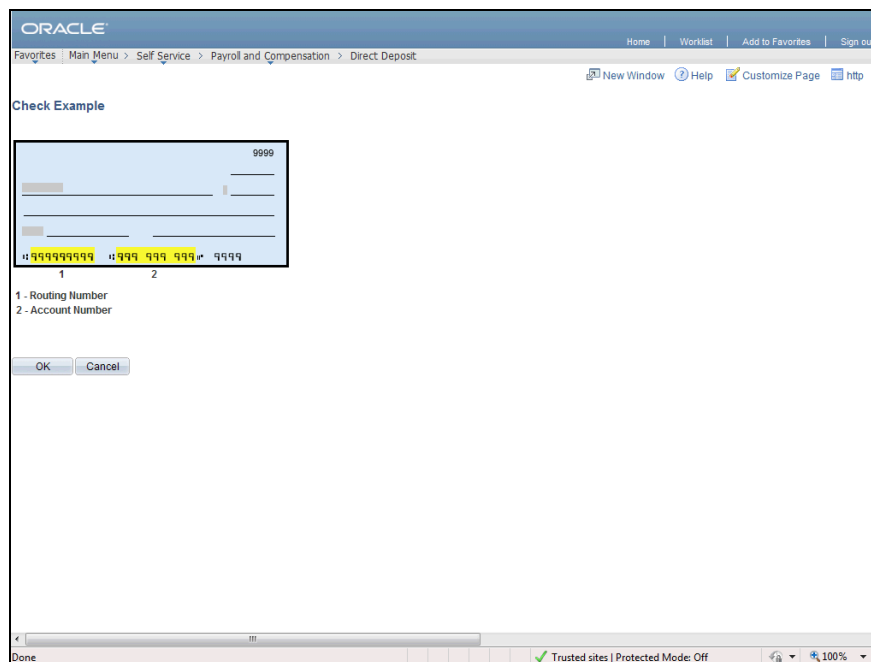 ORACLE
Home | Worklist | Add to Favorites | Sign ou
Favorites Main Menu > Self Service > Payroll and Compensation > Direct Deposit
New Window Help Customize Page http
Check Example
9999
⑆999999999 ⑆999 999 999⑈ 9999
1 2
1 - Routing Number
2 - Account Number
OK Cancel
Done Trusted sites | Protected Mode: Off 100%